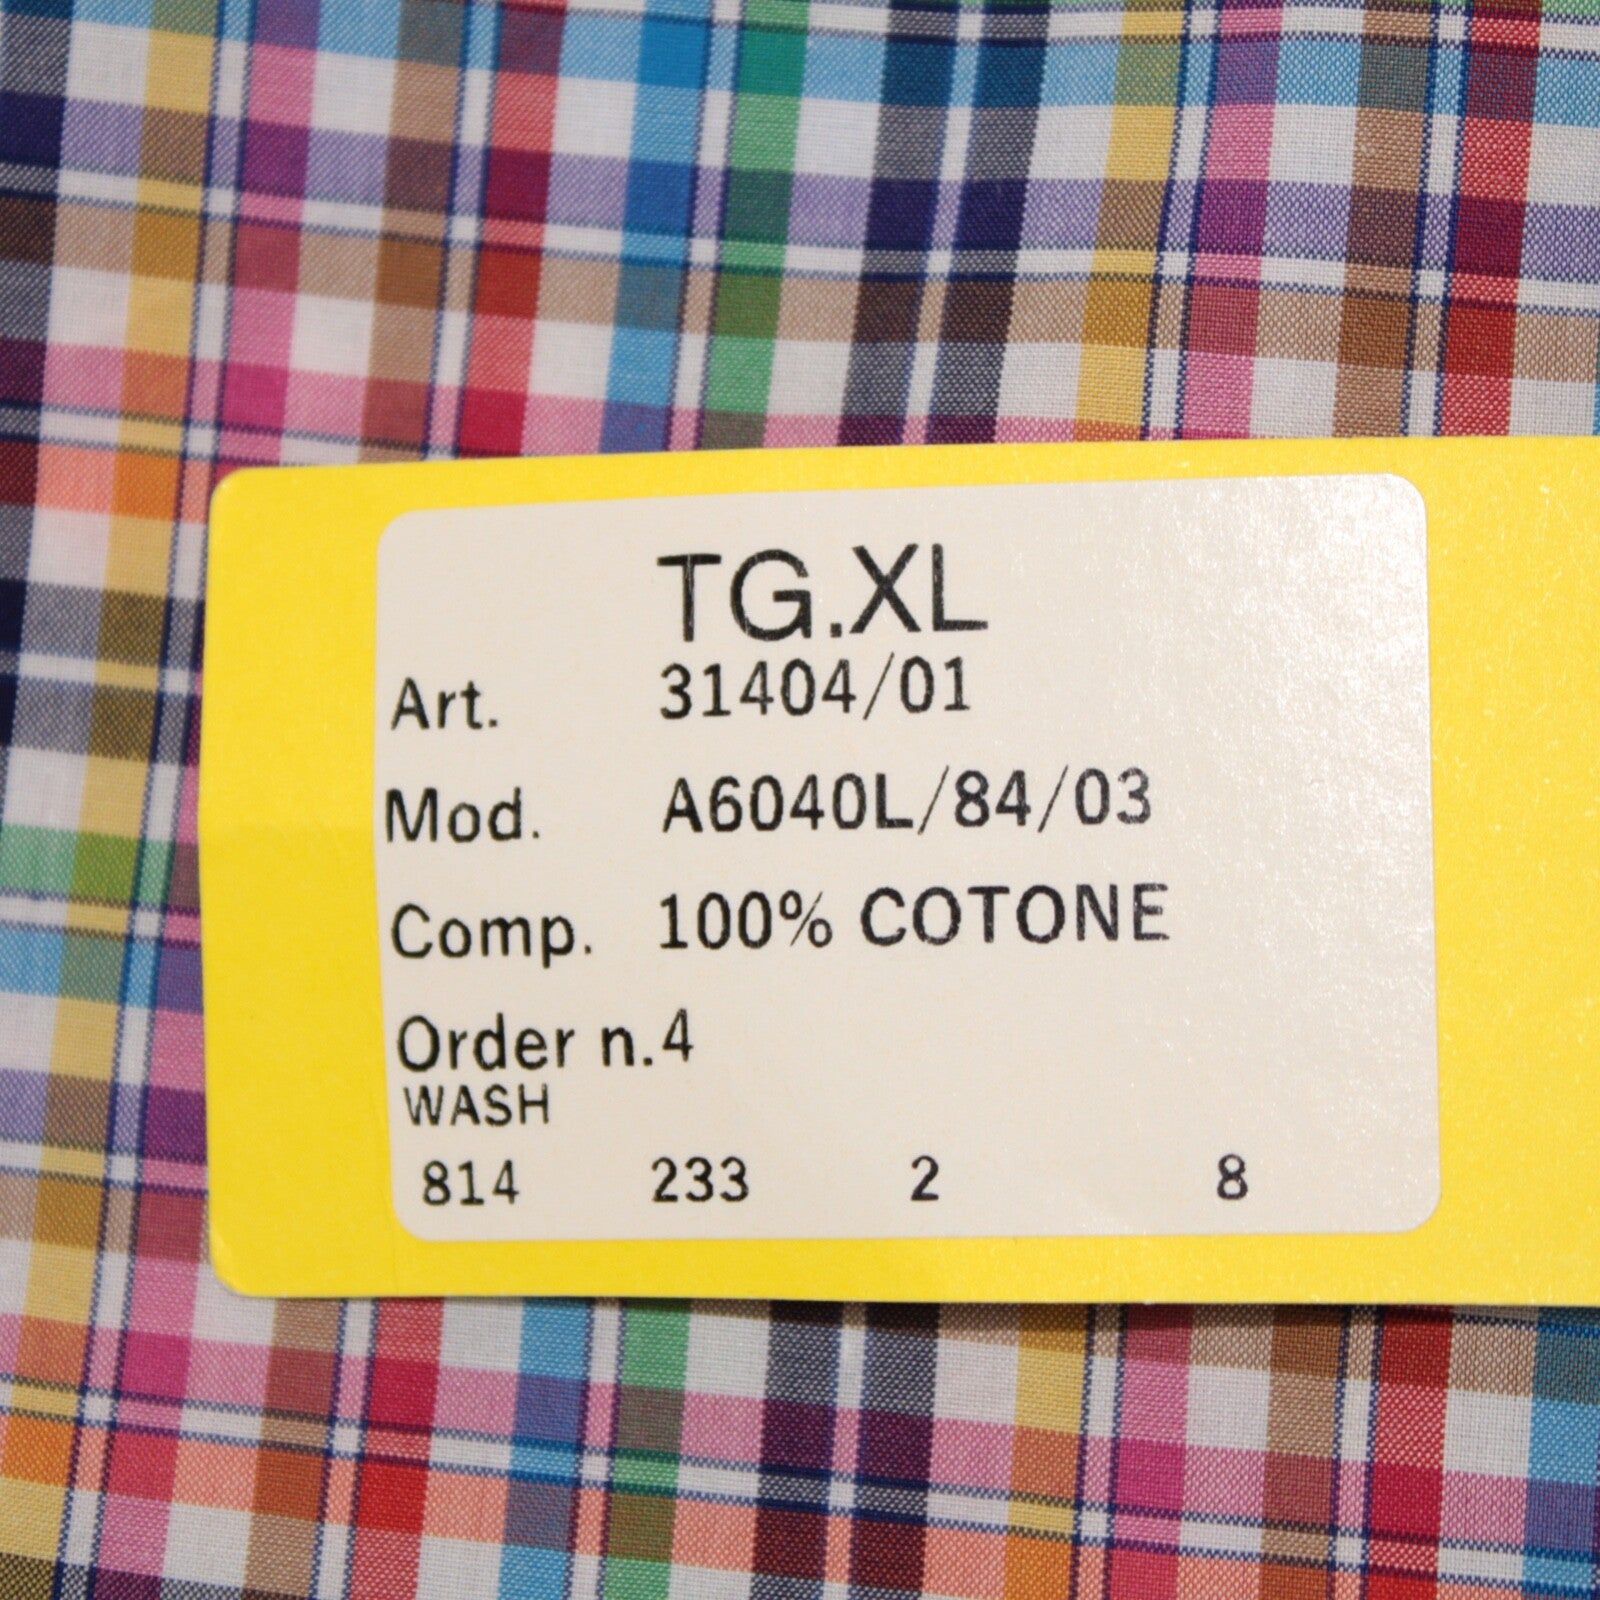 TG.XL
Art. 31404/01
Mod. A6040L/84/03
Comp. 100% COTONE
Order n.4
WASH
814 233 2 8